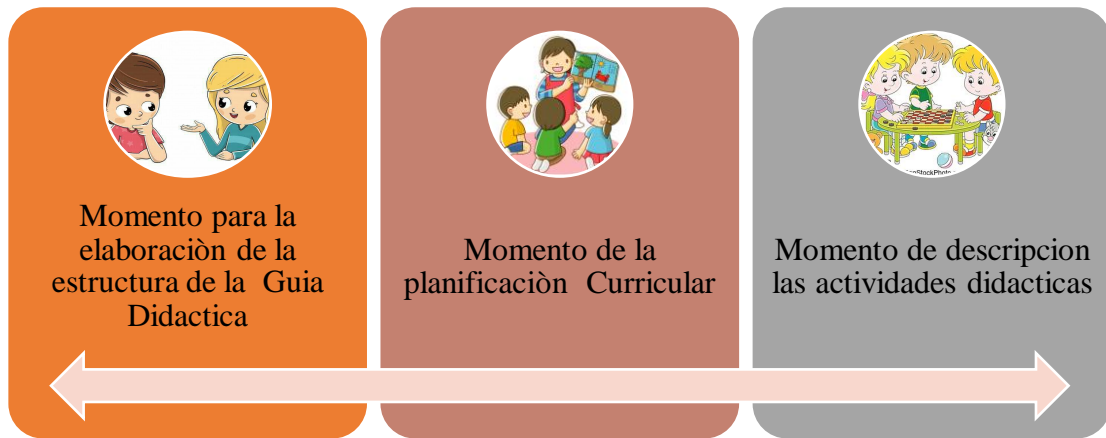 Momento para la
elaboraciòn de la
estructura de la Guia
Didactica
Momento de la
planificaciòn Curricular
Momento de descripcion
las actividades didacticas